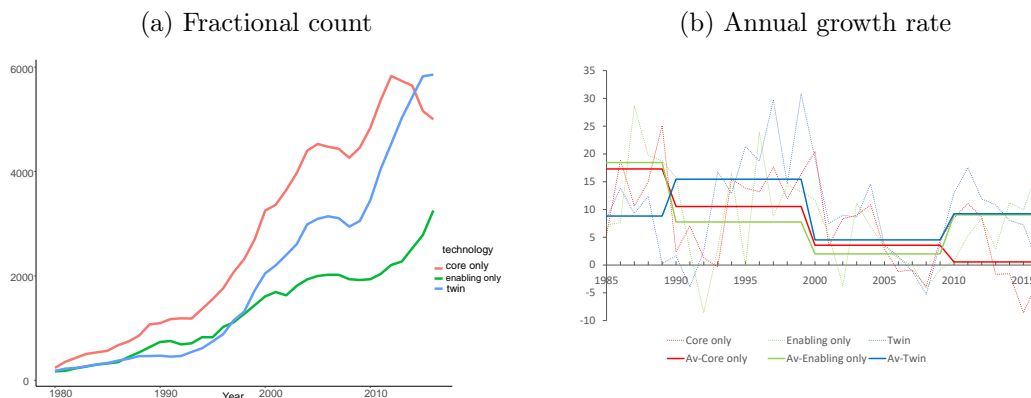 (a) Fractional count
6000
4000
2000
0
1980
1990
2000
2010
Year
technology
core only
enabling only
twin
(b) Annual growth rate
35
30
25
20
15
10
5
0
-5
-10
1985
1990
1995
2000
2005
2010
2015
Core only
Enabling only
Twin
Av-Core only
Av-Enabling only
Av-Twin